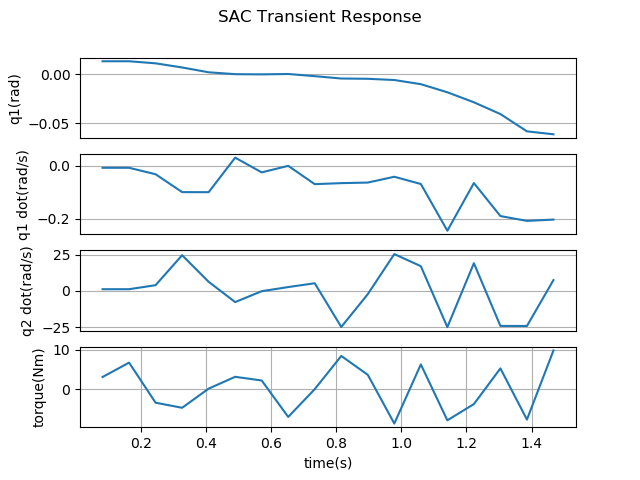 SAC Transient Response
q1(rad)
0.00
−0.05
q1 dot(rad/s)
0.0
−0.2
q2 dot(rad/s)
25
0
−25
torque(Nm)
10
0
0.2 0.4 0.6 0.8 1.0 1.2 1.4
time(s)